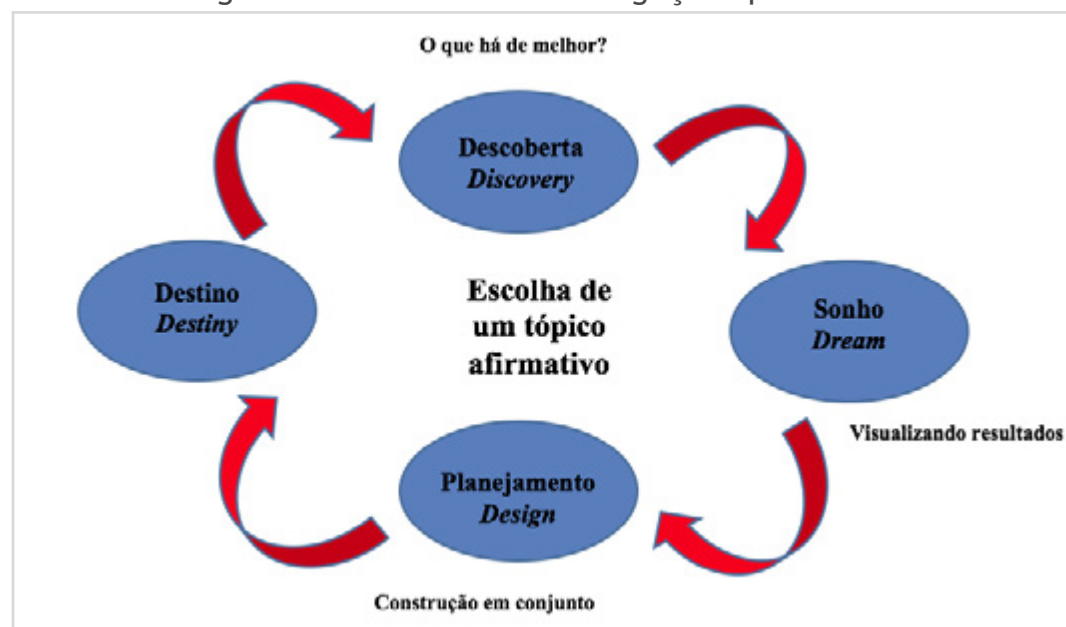 O que há de melhor?
Descoberta
Discovery
Destino
Destiny
Escolha de
um tópico
afirmativo
Sonho
Dream
Visualizando resultados
Planejamento
Design
Construção em conjunto